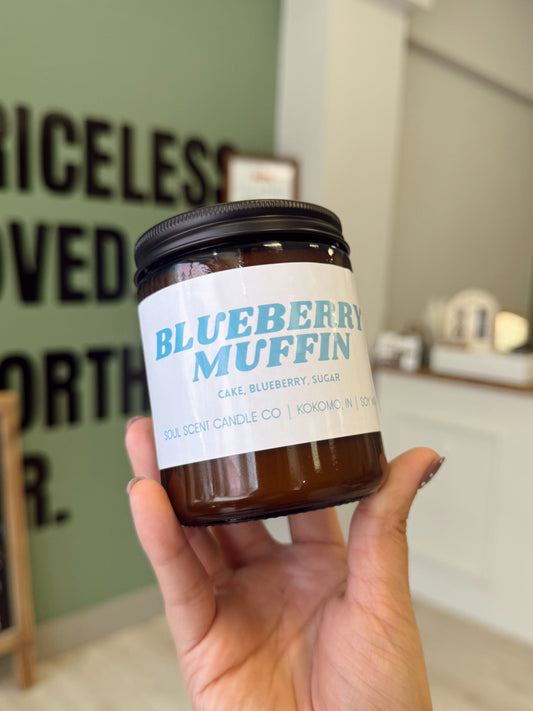 RICELESS
OVED
ORTH
R.
BLUEBERRY
MUFFIN
CAKE, BLUEBERRY, SUGAR
SOUL SCENT CANDLE CO | KOKOMO, IN | SOY